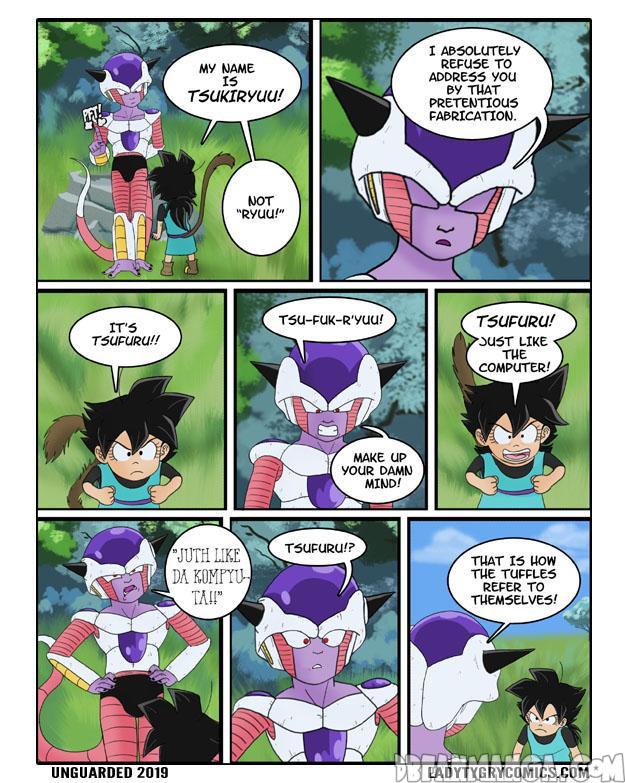 MY NAME
IS
TSUKIRYUU!
NOT
"RYUU!"
I ABSOLUTELY
REFUSE TO
ADDRESS YOU
BY THAT
PRETENTIOUS
FABRICATION.
IT'S
TSUFURU!!
TSU-FUK-R'YUU!
MAKE UP
YOUR DAMN
MIND!
TSUFURU!
JUST LIKE
THE
COMPUTER!
"JUTH LIKE
DA KOMPYU-
TA!!"
TSUFURU!?
THAT IS HOW
THE TUFFLES
REFER TO
THEMSELVES!
UNGUARDED 2019
LADYTYGRYCOMICS.COM
DBEALMANGA.COM